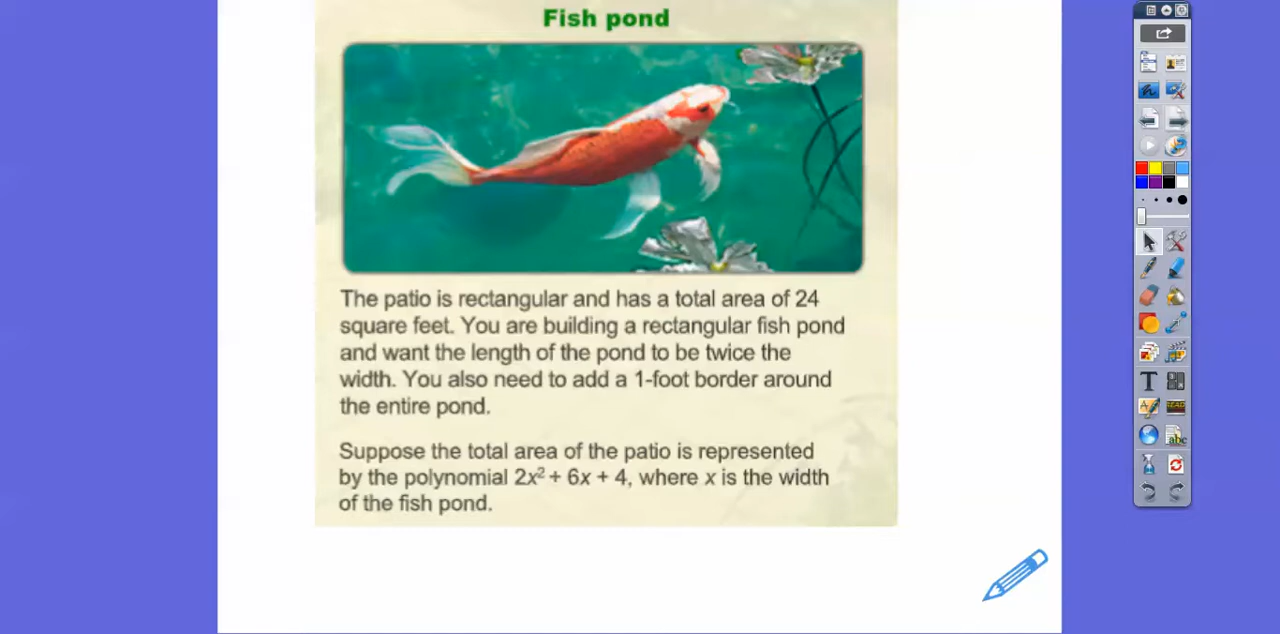 Fish pond
The patio is rectangular and has a total area of 24
square feet. You are building a rectangular fish pond
and want the length of the pond to be twice the
width. You also need to add a 1-foot border around
the entire pond.
Suppose the total area of the patio is represented
by the polynomial 2x² + 6x + 4, where x is the width
of the fish pond.
T
abc